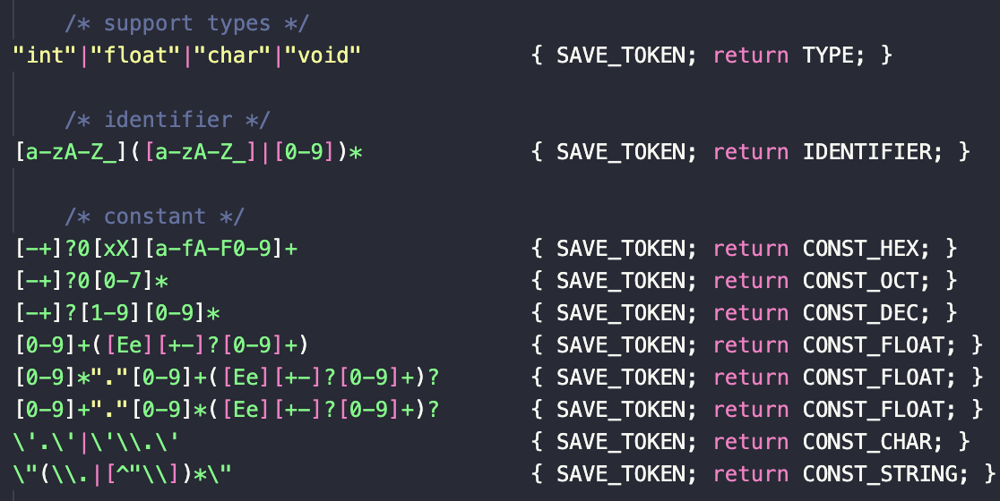 /* support types */
"int"|"float"|"char"|"void" { SAVE_TOKEN; return TYPE; }
/* identifier */
[a-zA-Z_]([a-zA-Z_]|[0-9])* { SAVE_TOKEN; return IDENTIFIER; }
/* constant */
[-+]?0[xX][a-fA-F0-9]+ { SAVE_TOKEN; return CONST_HEX; }
[-+]?0[0-7]* { SAVE_TOKEN; return CONST_OCT; }
[-+]?[1-9][0-9]* { SAVE_TOKEN; return CONST_DEC; }
[0-9]+([Ee][+-]?[0-9]+) { SAVE_TOKEN; return CONST_FLOAT; }
[0-9]*"."[0-9]+([Ee][+-]?[0-9]+)? { SAVE_TOKEN; return CONST_FLOAT; }
[0-9]+"."[0-9]*([Ee][+-]?[0-9]+)? { SAVE_TOKEN; return CONST_FLOAT; }
\'.\'|\'\\.\' { SAVE_TOKEN; return CONST_CHAR; }
\"(\\.|[^"\\])*\" { SAVE_TOKEN; return CONST_STRING; }